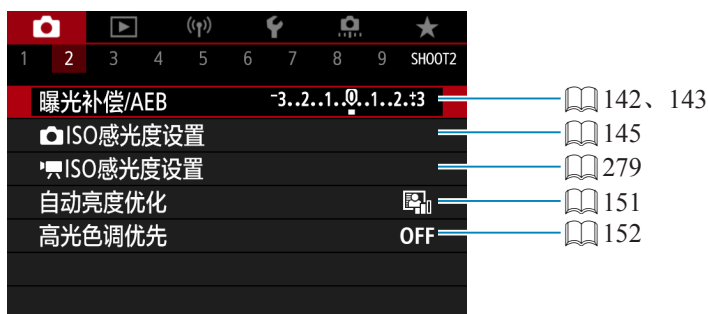 1 2 3 4 5 6 7 8 9 SHOOT2
曝光补偿/AEB -3..2..1..0..1..2.:+3 142、143
ISO感光度设置 145
ISO感光度设置 279
自动亮度优化 151
高光色调优先 OFF 152